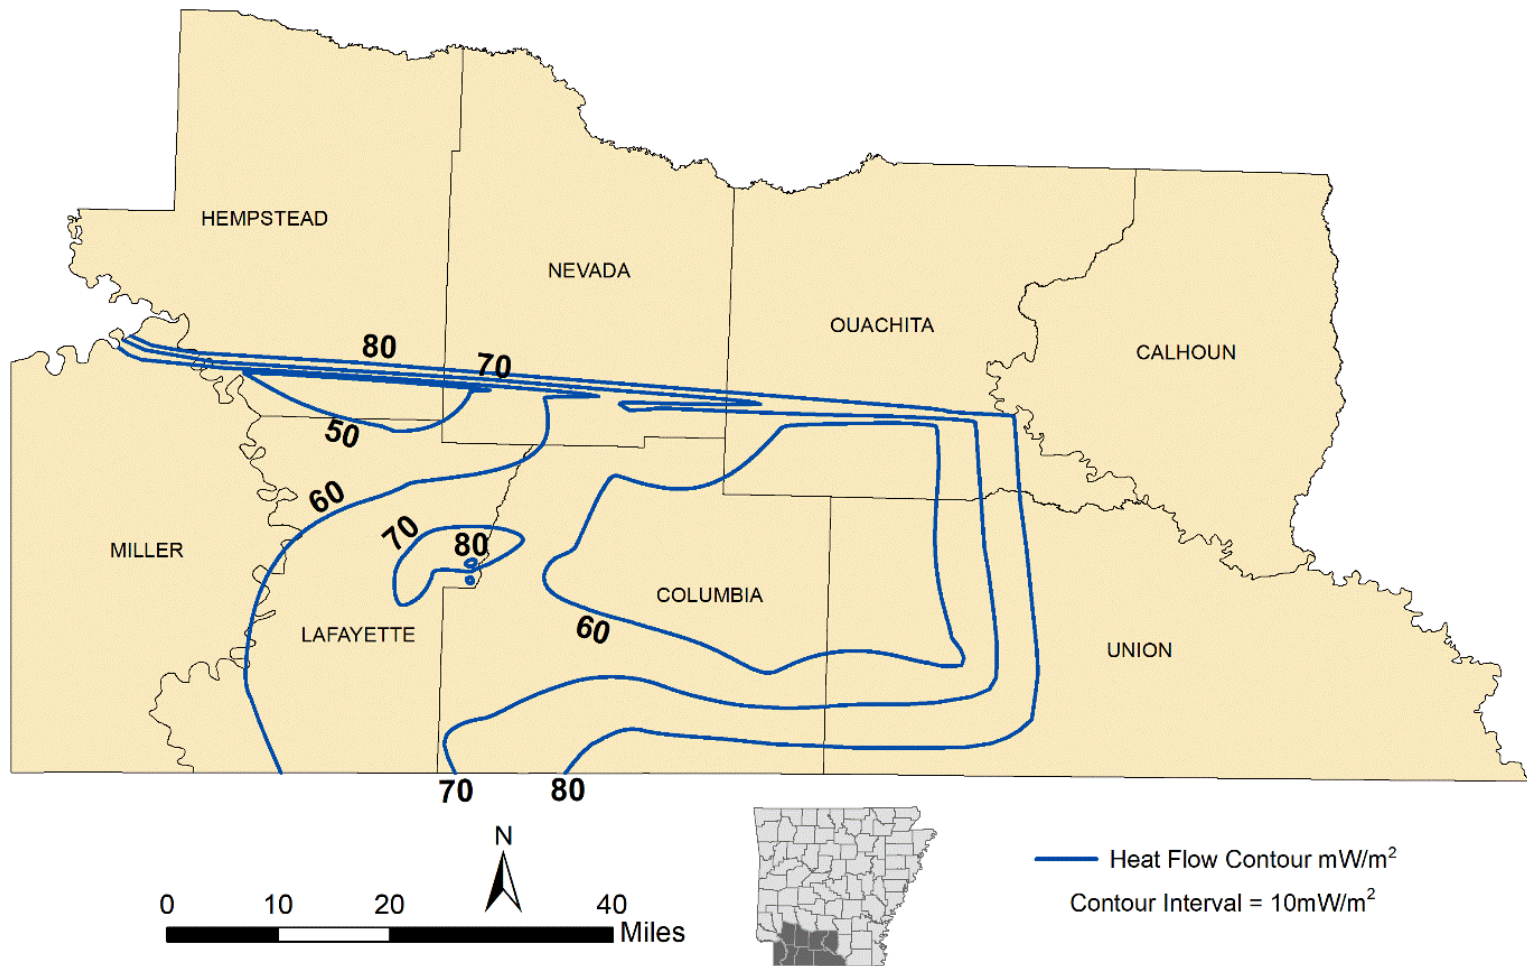 HEMPSTEAD
NEVADA
OUACHITA
CALHOUN
80
70
50
60
70
80
MILLER
COLUMBIA
60
LAFAYETTE
UNION
70
80
N
0 10 20 40
Miles
Heat Flow Contour mW/m²
Contour Interval = 10mW/m²